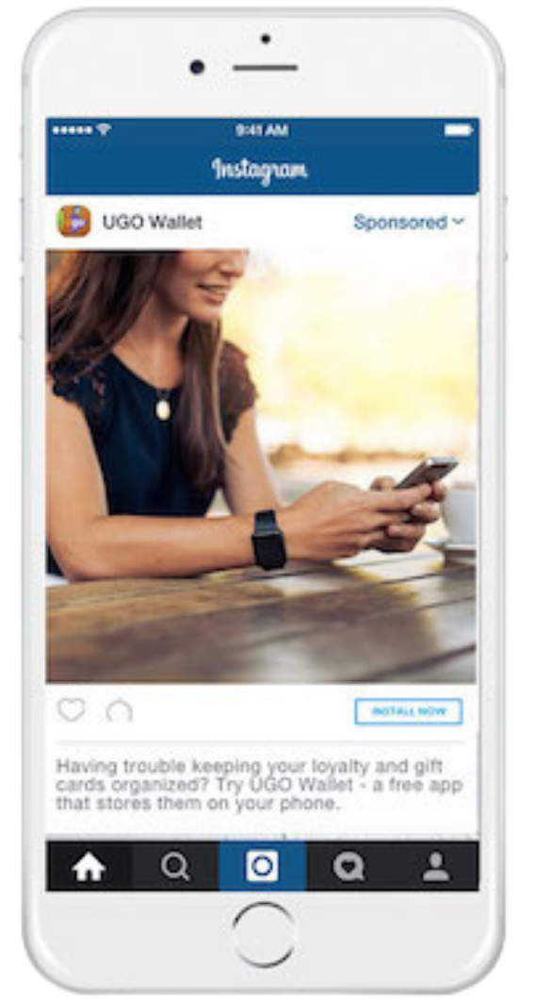 9:41 AM
Instagram
UGO Wallet
Sponsored
INSTALL NOW
Having trouble keeping your loyalty and gift
cards organized? Try UGO Wallet - a free app
that stores them on your phone.